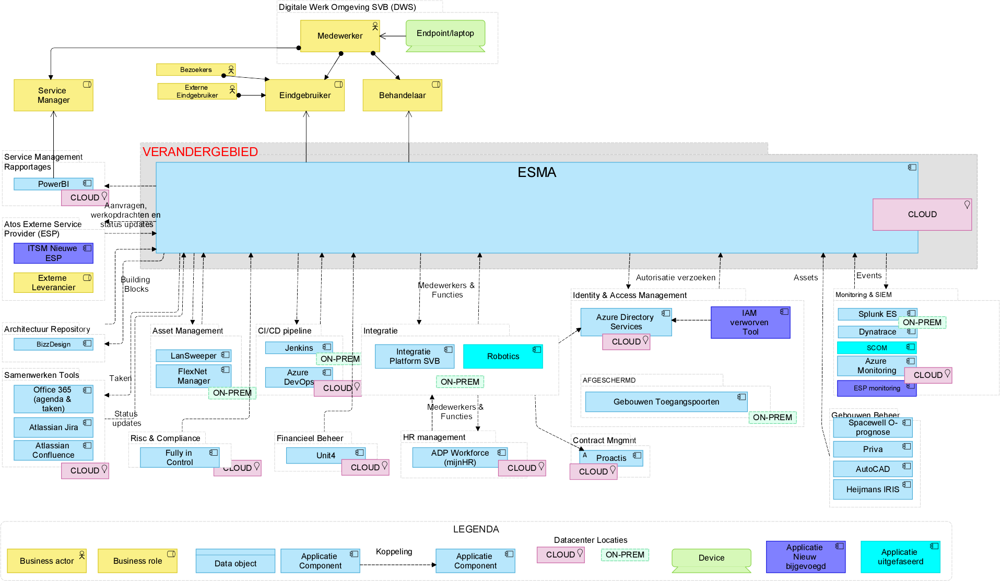 Digitale Werk Omgeving SVB (DWS)
Medewerker
Endpoint/laptop
Bezoekers
Externe
Eindgebruiker
Service
Manager
Eindgebruiker
Behandelaar
VERANDERGEBIED
ESMA
CLOUD
Service Management
Rapportages
PowerBI
CLOUD
Aanvragen,
werkopdrachten en
status updates
Atos Externe Service
Provider (ESP)
ITSM Nieuwe
ESP
Externe
Leverancier
Building
Blocks
Architectuur Repository
BizzDesign
Samenwerken Tools
Office 365
(agenda &
taken)
Atlassian Jira
Atlassian
Confluence
CLOUD
Taken
Status
updates
Asset Management
LanSweeper
FlexNet
Manager
ON-PREM
CI/CD pipeline
Jenkins
ON-PREM
Azure
DevOps
CLOUD
Medewerkers &
Functies
Integratie
Integratie
Platform SVB
Robotics
ON-PREM
Medewerkers &
Functies
Autorisatie verzoeken
Identity & Access Management
Azure Directory
Services
CLOUD
IAM
verworven
Tool
AFGESCHERMD
Gebouwen Toegangspoorten
ON-PREM
Assets
Events
Monitoring & SIEM
Splunk ES
ON-PREM
Dynatrace
SCOM
Azure
Monitoring
CLOUD
ESP monitoring
Gebouwen Beheer
Spacewell O-
prognose
Priva
AutoCAD
Heijmans IRIS
Risc & Compliance
Fully in
Control
CLOUD
Financieel Beheer
Unit4
CLOUD
HR management
ADP Workforce
(mijnHR)
CLOUD
Contract Mngmnt
A
Proactis
CLOUD
LEGENDA
Business actor
Business role
Data object
Applicatie
Component
Koppeling
Applicatie
Component
Datacenter Locaties
CLOUD
ON-PREM
Device
Applicatie
Nieuw
bijgevoegd
Applicatie
uitgefaseerd